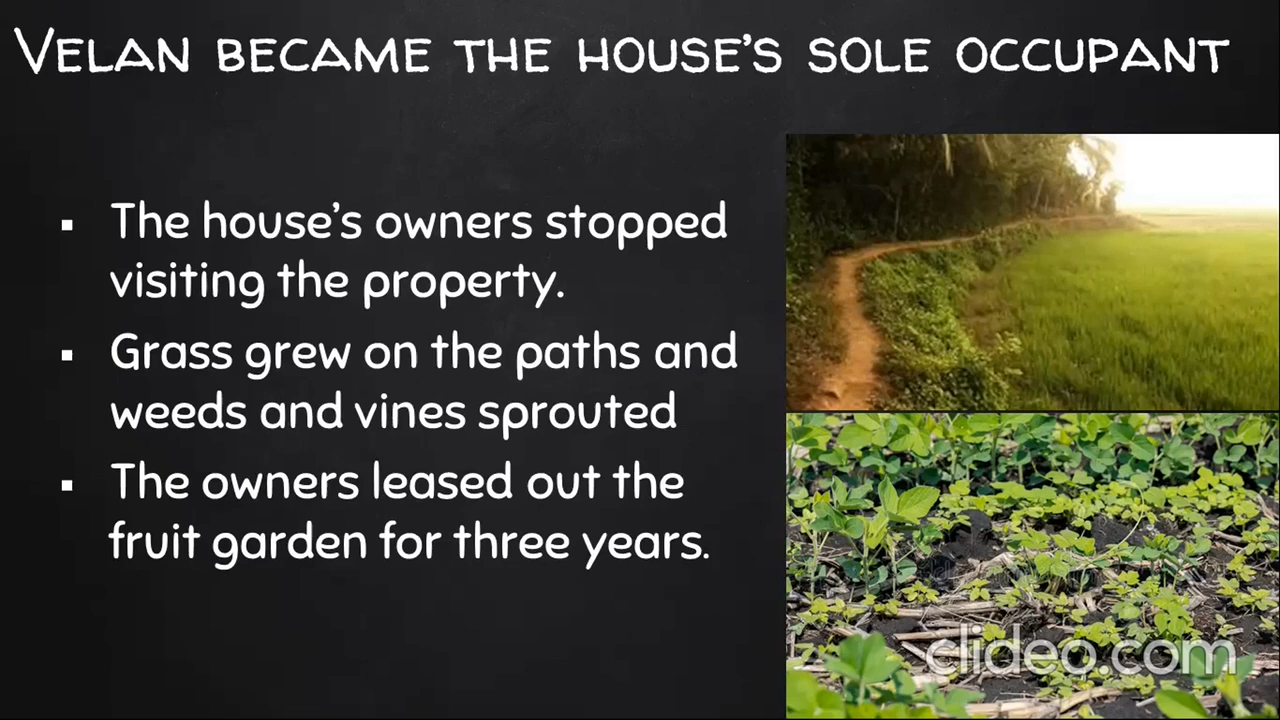 VELAN BECAME THE HOUSE'S SOLE OCCUPANT
▪ The house's owners stopped
visiting the property.
▪ Grass grew on the paths and
weeds and vines sprouted
▪ The owners leased out the
fruit garden for three years.
clideo.com